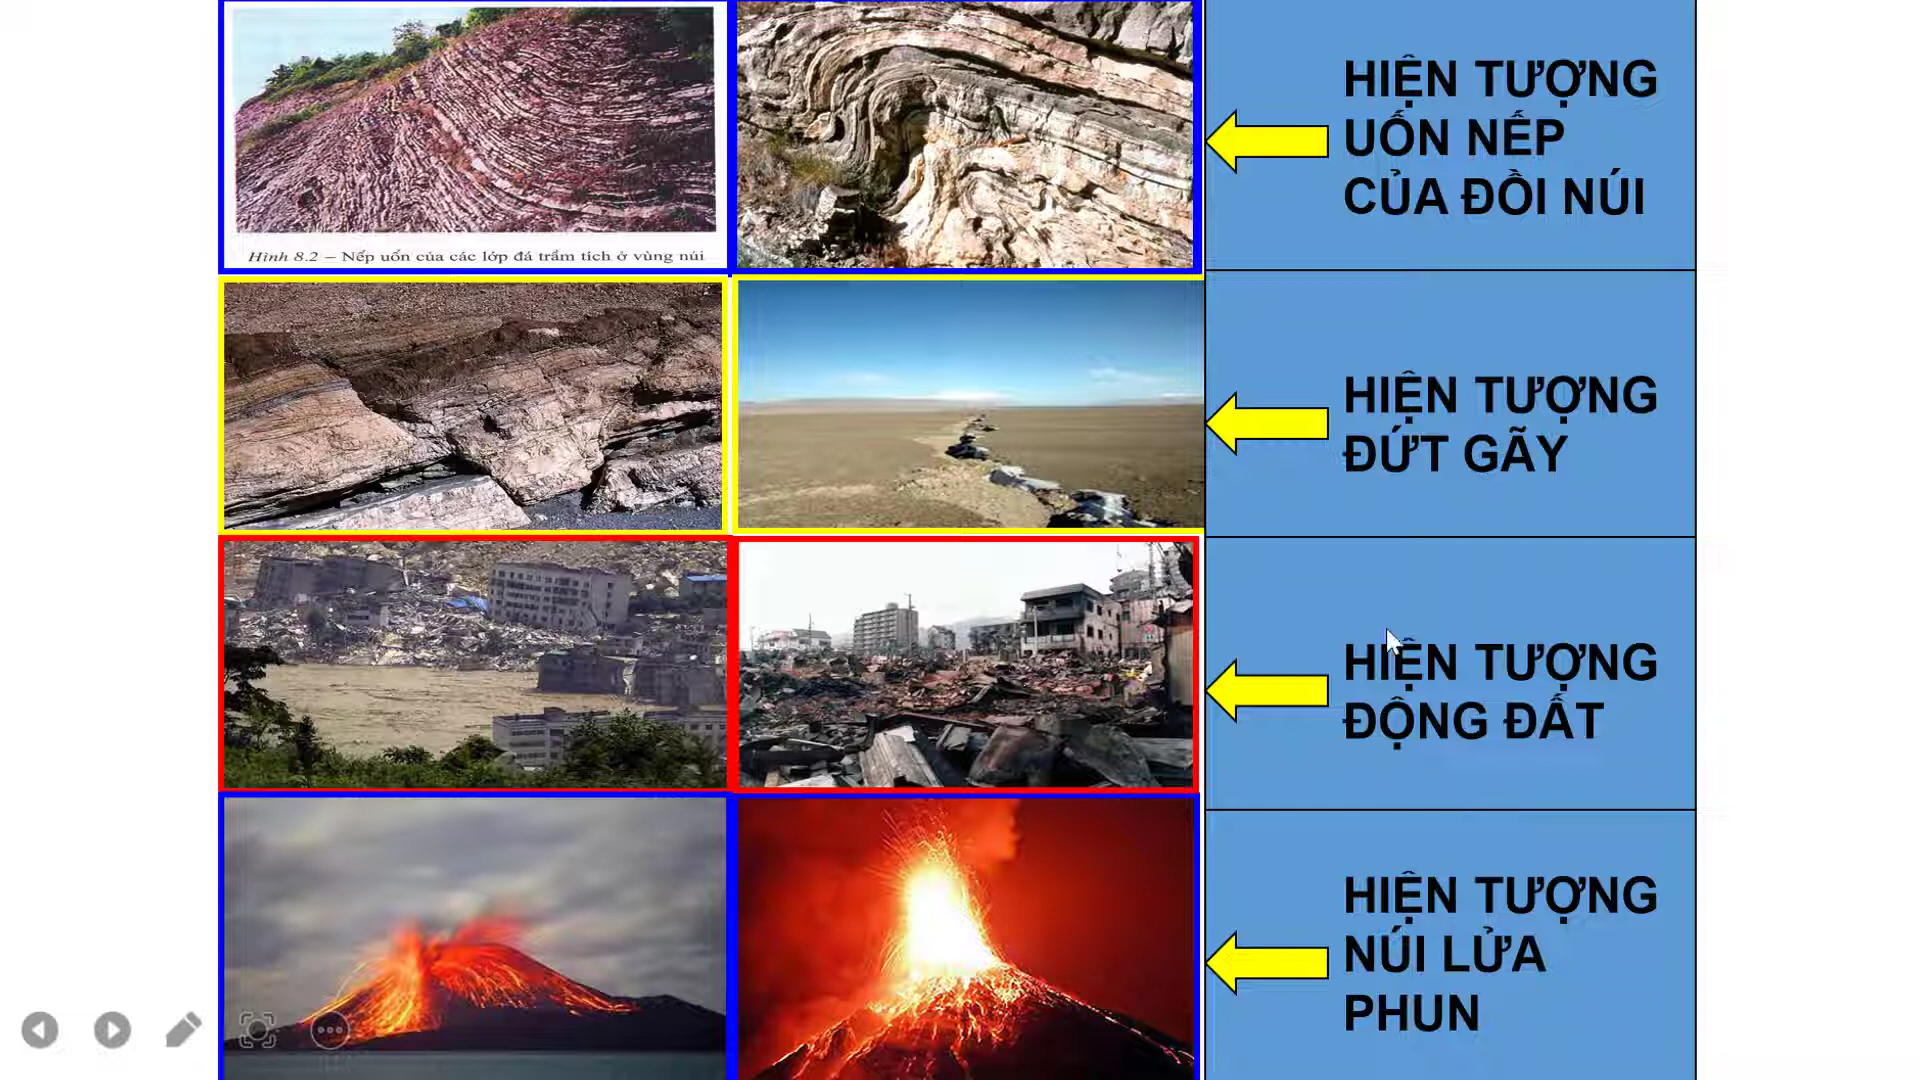 Hình 8.2 – Nếp uốn của các lớp đá trầm tích ở vùng núi
HIỆN TƯỢNG
UỐN NẾP
CỦA ĐỒI NÚI
HIỆN TƯỢNG
ĐỨT GÃY
HIỆN TƯỢNG
ĐỘNG ĐẤT
HIỆN TƯỢNG
NÚI LỬA
PHUN